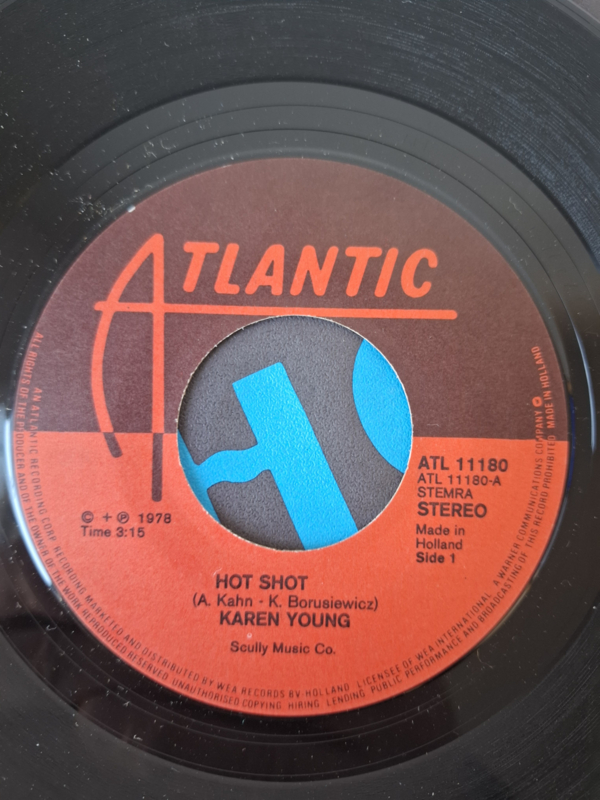 ATLANTIC
ATL 11180
ATL 11180-A
STEMRA
STEREO
© + ℗ 1978
Time 3:15
Made in
Holland
Side 1
HOT SHOT
(A. Kahn - K. Borusiewicz)
KAREN YOUNG
Scully Music Co.
AN ATLANTIC RECORDING CORP. RECORDING MARKETED AND DISTRIBUTED BY WEA RECORDS BV-HOLLAND LICENSEE OF WEA INTERNATIONAL A WARNER COMMUNICATIONS COMPANY
ALL RIGHTS OF THE PRODUCER AND OF THE OWNER OF THE WORK REPRODUCED RESERVED UNAUTHORISED COPYING, HIRING, LENDING, PUBLIC PERFORMANCE AND BROADCASTING OF THIS RECORD PROHIBITED MADE IN HOLLAND